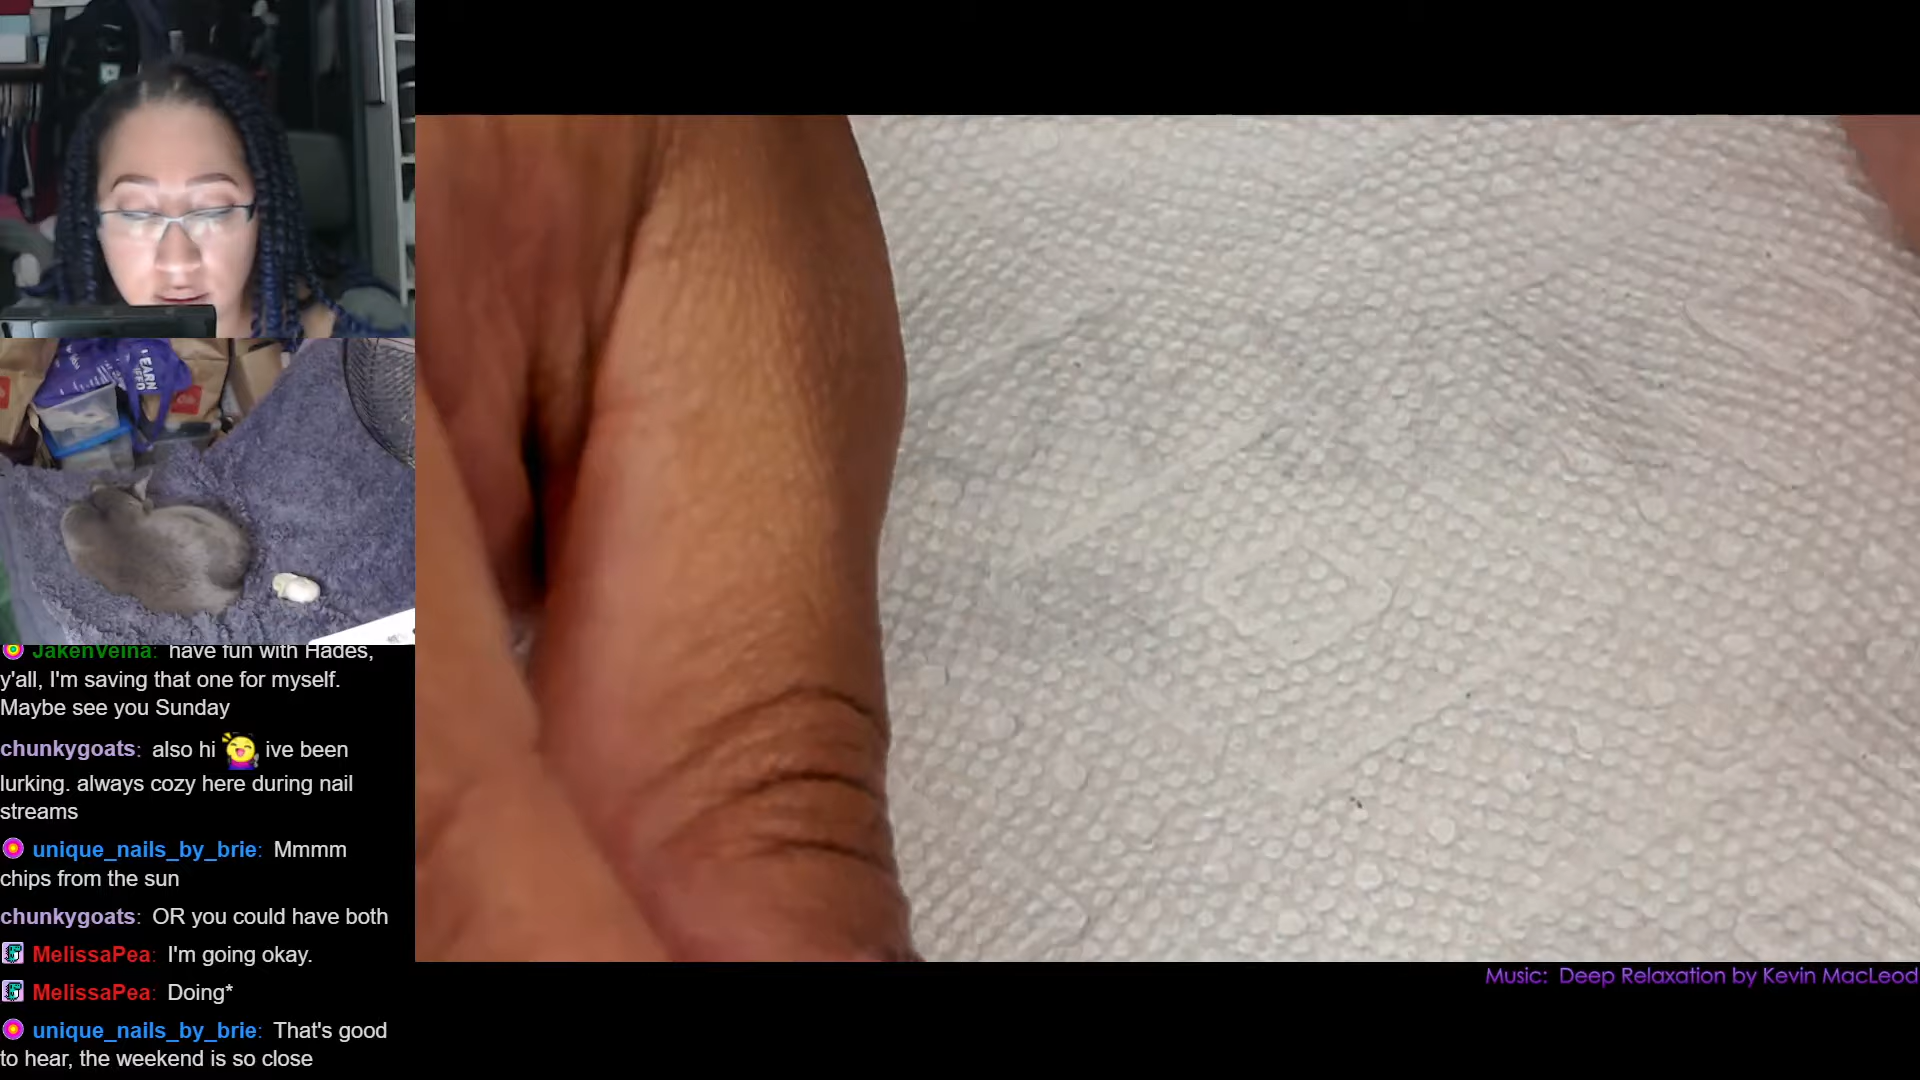 LEARN
JakenVeina: have fun with Hades,
y'all, I'm saving that one for myself.
Maybe see you Sunday
chunkygoats: also hi ive been
lurking. always cozy here during nail
streams
unique_nails_by_brie: Mmmm
chips from the sun
chunkygoats: OR you could have both
MelissaPea: I'm going okay.
MelissaPea: Doing*
unique_nails_by_brie: That's good
to hear, the weekend is so close
Music: Deep Relaxation by Kevin MacLeod